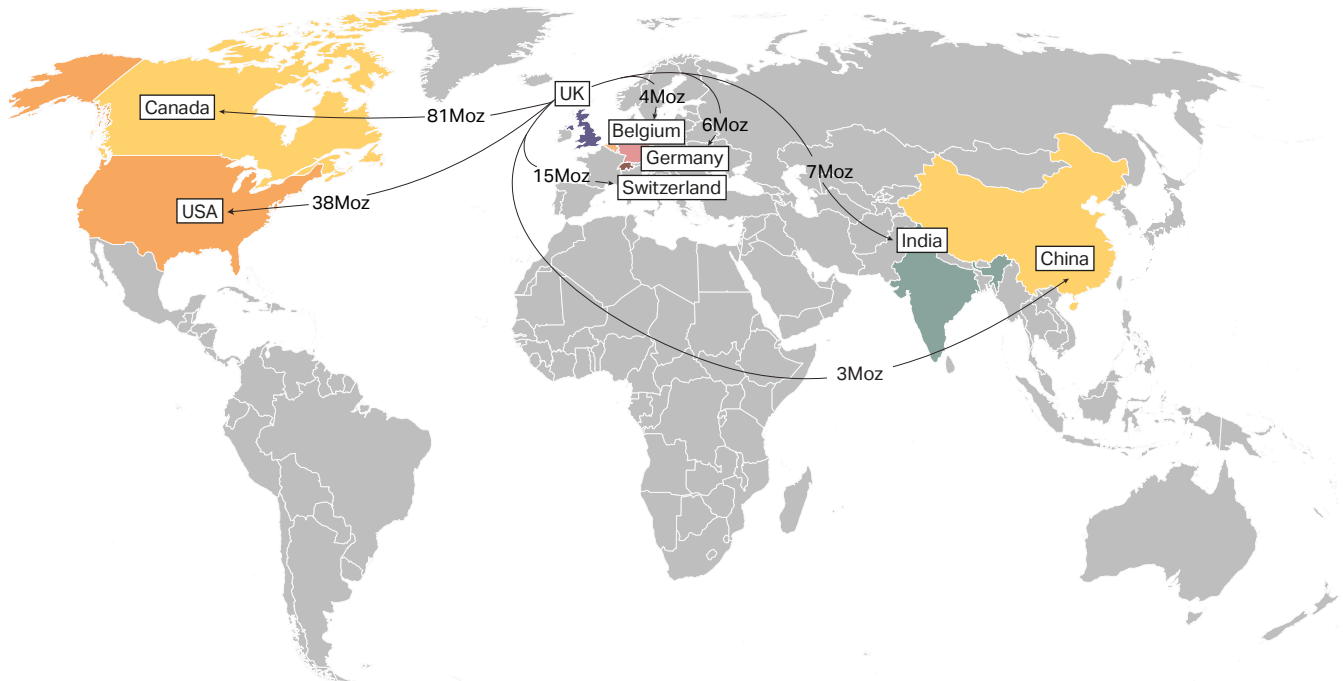 UK
Canada
81Moz
4Moz
Belgium
6Moz
Germany
7Moz
15Moz
Switzerland
USA
38Moz
India
China
3Moz